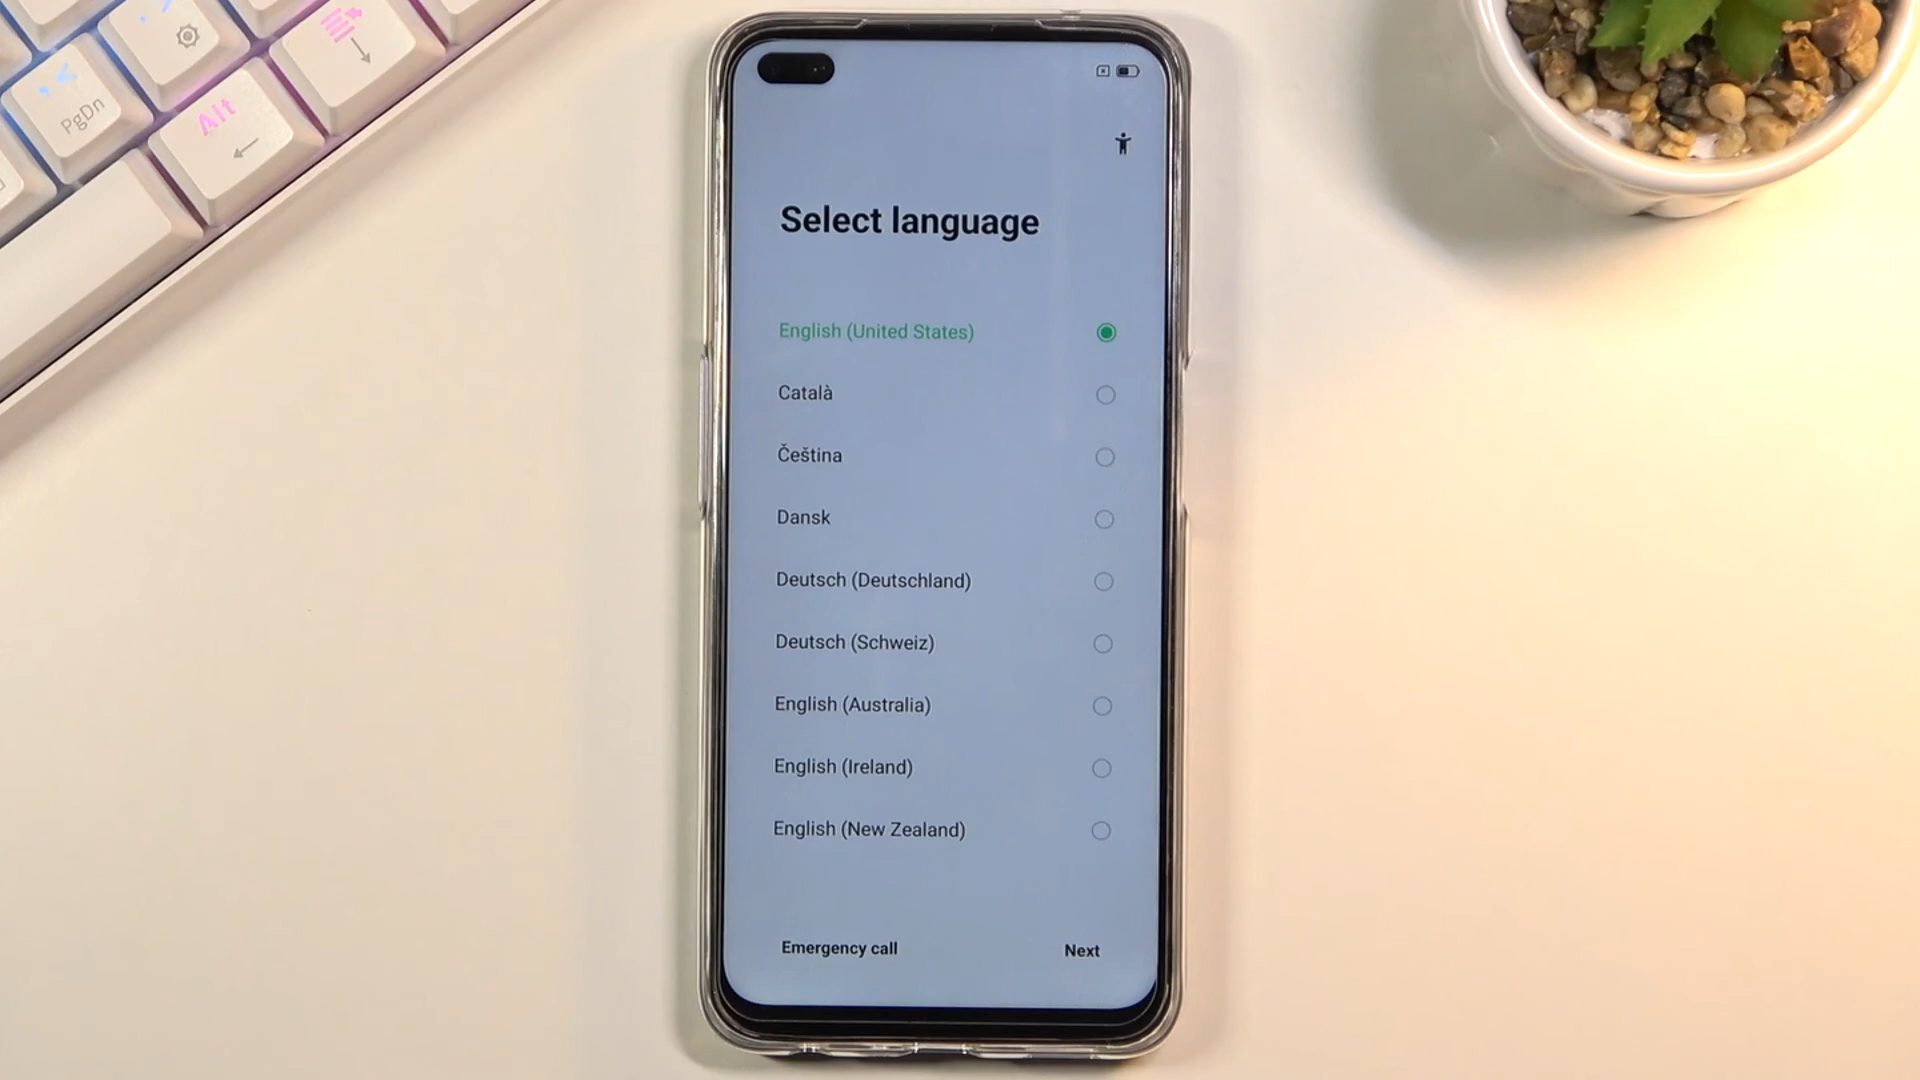 PgDn
Alt
Select language
English (United States)
Català
Čeština
Dansk
Deutsch (Deutschland)
Deutsch (Schweiz)
English (Australia)
English (Ireland)
English (New Zealand)
Emergency call
Next